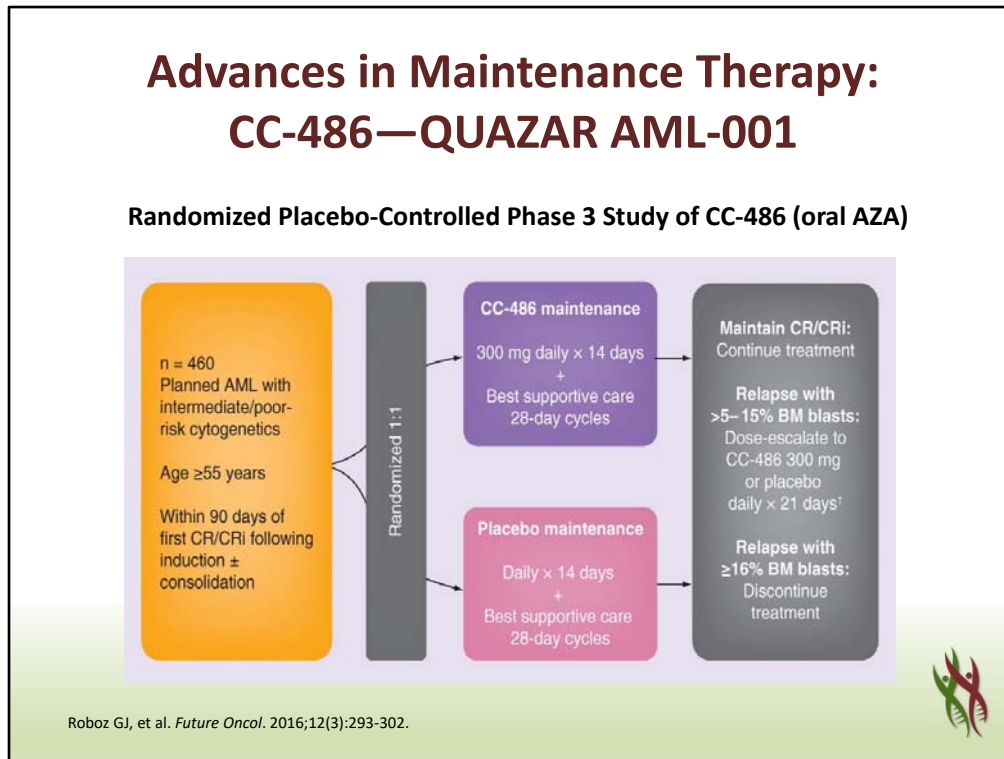 Advances in Maintenance Therapy:
CC-486—QUAZAR AML-001
Randomized Placebo-Controlled Phase 3 Study of CC-486 (oral AZA)
n = 460
Planned AML with
intermediate/poor-
risk cytogenetics
Age ≥55 years
Within 90 days of
first CR/CRi following
induction ±
consolidation
Randomized 1:1
CC-486 maintenance
300 mg daily × 14 days
+
Best supportive care
28-day cycles
Placebo maintenance
Daily × 14 days
+
Best supportive care
28-day cycles
Maintain CR/CRi:
Continue treatment
Relapse with
>5–15% BM blasts:
Dose-escalate to
CC-486 300 mg
or placebo
daily × 21 days†
Relapse with
≥16% BM blasts:
Discontinue
treatment
Roboz GJ, et al. Future Oncol. 2016;12(3):293-302.